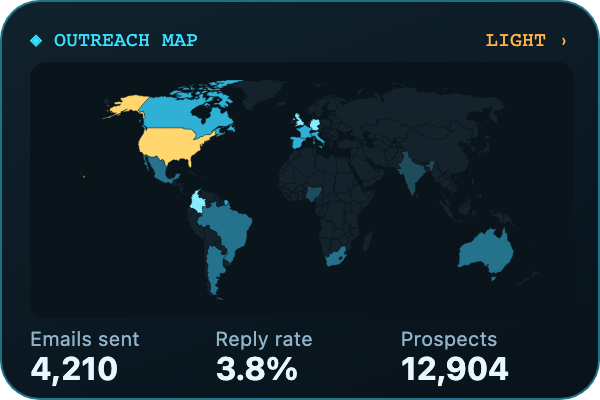 ◆ OUTREACH MAP
LIGHT ›
Emails sent
4,210
Reply rate
3.8%
Prospects
12,904